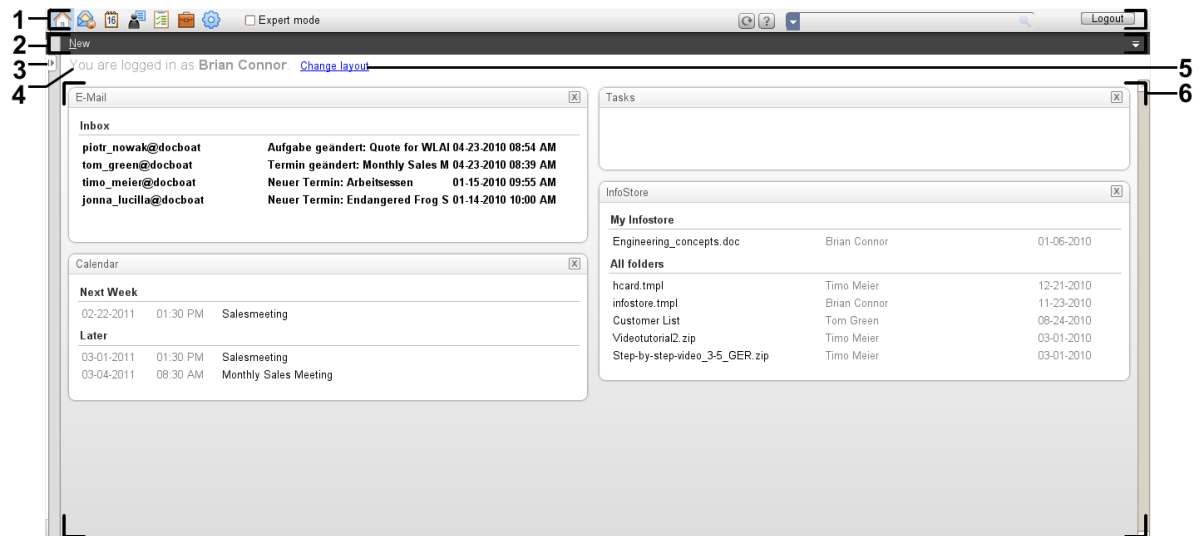 1
16
Expert mode
?
Logout
2
New
3
You are logged in as Brian Connor. Change layout
5
4
6
E-Mail X
Inbox
piotr_nowak@docboat Aufgabe geändert: Quote for WLAI 04-23-2010 08:54 AM
tom_green@docboat Termin geändert: Monthly Sales M 04-23-2010 08:39 AM
timo_meier@docboat Neuer Termin: Arbeitsessen 01-15-2010 09:55 AM
jonna_lucilla@docboat Neuer Termin: Endangered Frog S 01-14-2010 10:00 AM
Calendar X
Next Week
02-22-2011 01:30 PM Salesmeeting
Later
03-01-2011 01:30 PM Salesmeeting
03-04-2011 08:30 AM Monthly Sales Meeting
Tasks X
InfoStore X
My Infostore
Engineering_concepts.doc Brian Connor 01-06-2010
All folders
hcard.tmpl Timo Meier 12-21-2010
infostore.tmpl Brian Connor 11-23-2010
Customer List Tom Green 08-24-2010
Videotutorial2.zip Timo Meier 03-01-2010
Step-by-step-video_3-5_GER.zip Timo Meier 03-01-2010